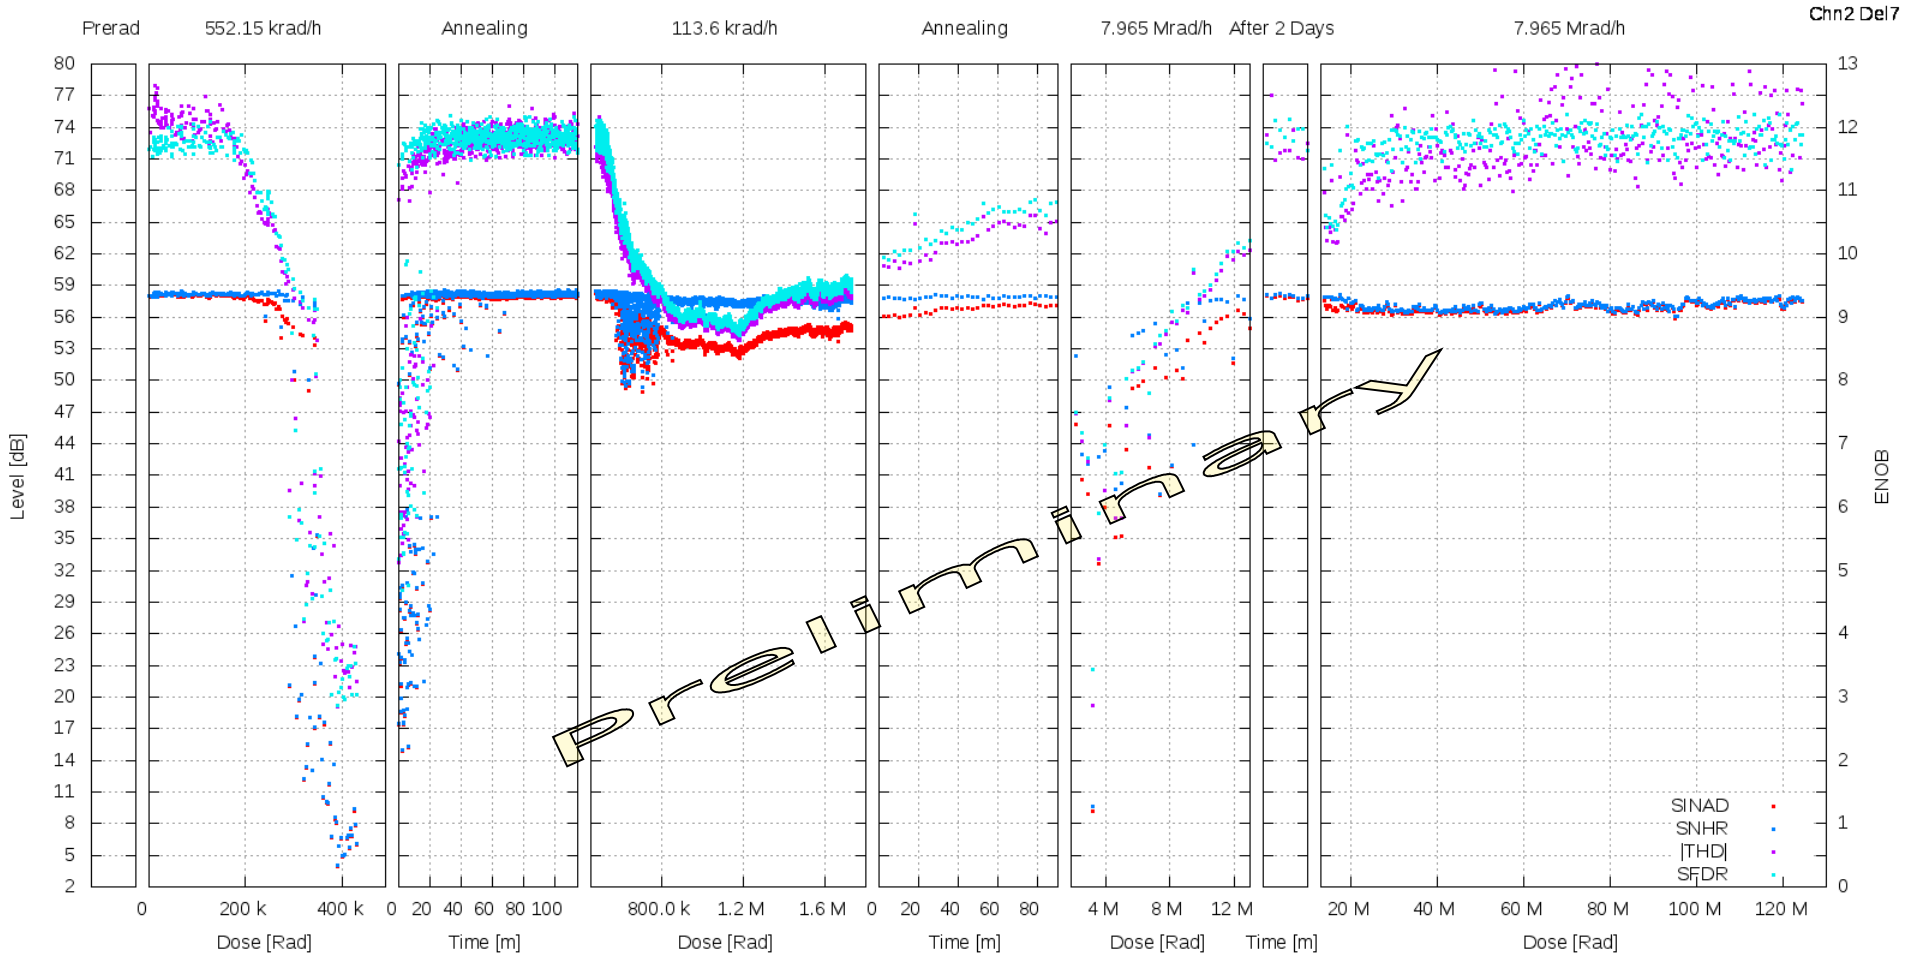 Chn2 Del7
Prerad 552.15 krad/h Annealing 113.6 krad/h Annealing 7.965 Mrad/h After 2 Days 7.965 Mrad/h
80 13
77
74 12
71
68 11
65
62 10
59
56 9
53
50 8
47
44 7
41
38 6
35
32 5
29
26 4
23
20 3
17
14 2
11
8 1
5
2 0
Level [dB]
ENOB
Preliminary
SINAD
SNHR
|THD|
SFDR
0 200 k 400 k 0 20 40 60 80 100 800.0 k 1.2 M 1.6 M 0 20 40 60 80 4 M 8 M 12 M 20 M 40 M 60 M 80 M 100 M 120 M
Dose [Rad] Time [m] Dose [Rad] Time [m] Dose [Rad] Time [m] Dose [Rad]